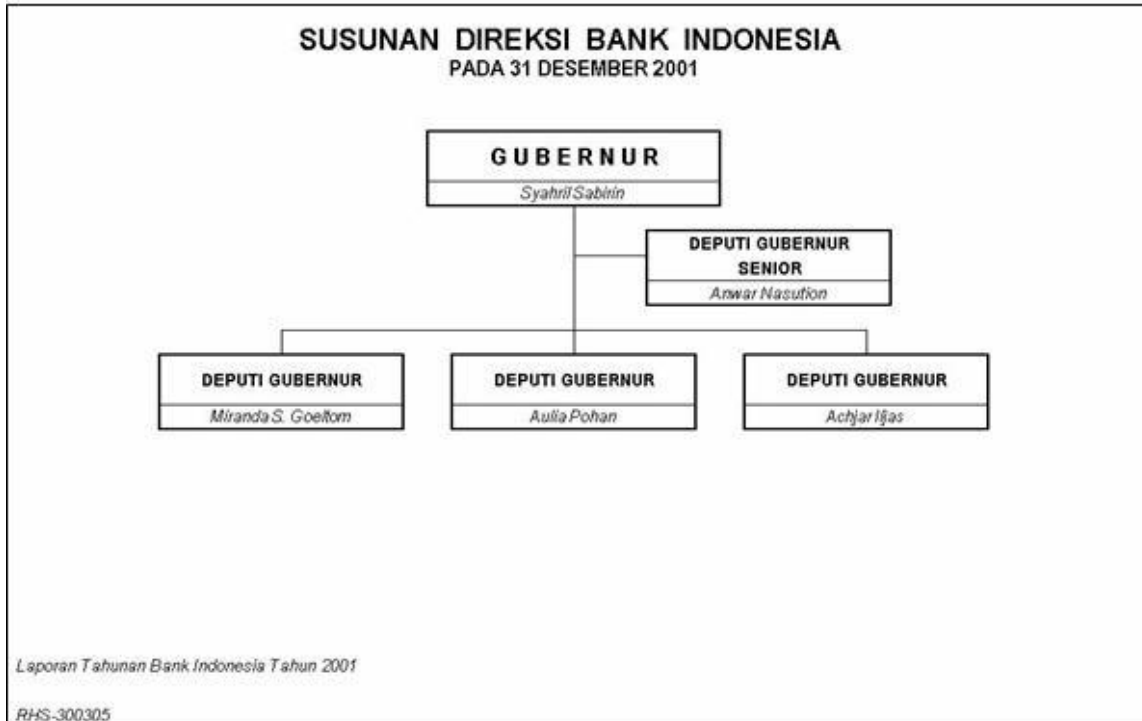 SUSUNAN DIREKSI BANK INDONESIA
PADA 31 DESEMBER 2001
GUBERNUR
Syahril Sabirin
DEPUTI GUBERNUR
SENIOR
Anwar Nasution
DEPUTI GUBERNUR
Miranda S. Goeltom
DEPUTI GUBERNUR
Aulia Pohan
DEPUTI GUBERNUR
Achjar Iljas
Laporan Tahunan Bank Indonesia Tahun 2001
RHS-300305